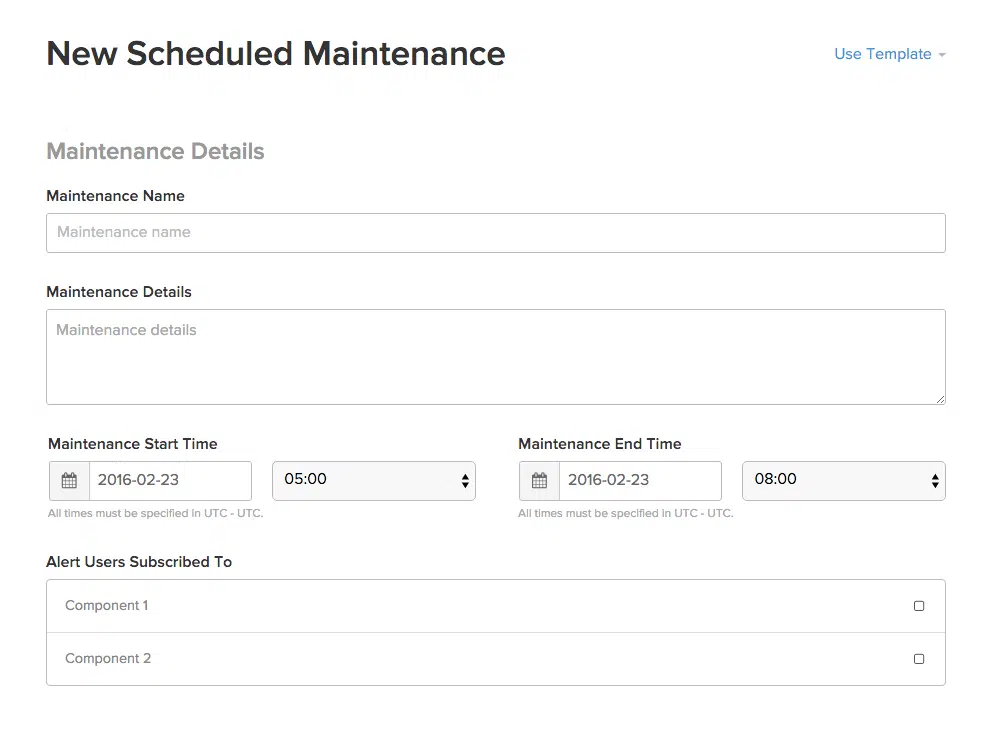 New Scheduled Maintenance
Use Template
Maintenance Details
Maintenance Name
Maintenance name
Maintenance Details
Maintenance details
Maintenance Start Time
Maintenance End Time
2016-02-23
05:00
2016-02-23
08:00
All times must be specified in UTC - UTC.
All times must be specified in UTC - UTC.
Alert Users Subscribed To
Component 1
Component 2